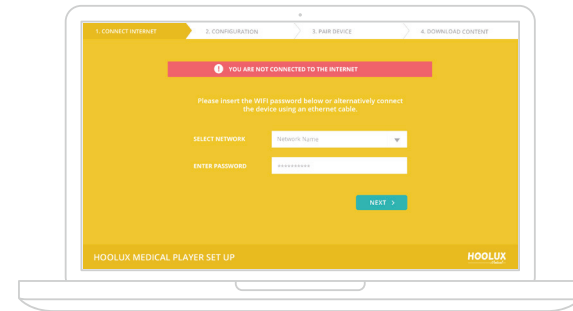 1. CONNECT INTERNET
2. CONFIGURATION
3. PAIR DEVICE
4. DOWNLOAD CONTENT
! YOU ARE NOT CONNECTED TO THE INTERNET
Please insert the WIFI password below or alternatively connect
the device using an ethernet cable.
SELECT NETWORK
Network Name
ENTER PASSWORD
**********
NEXT >
HOOLUX MEDICAL PLAYER SET UP
HOOLUX